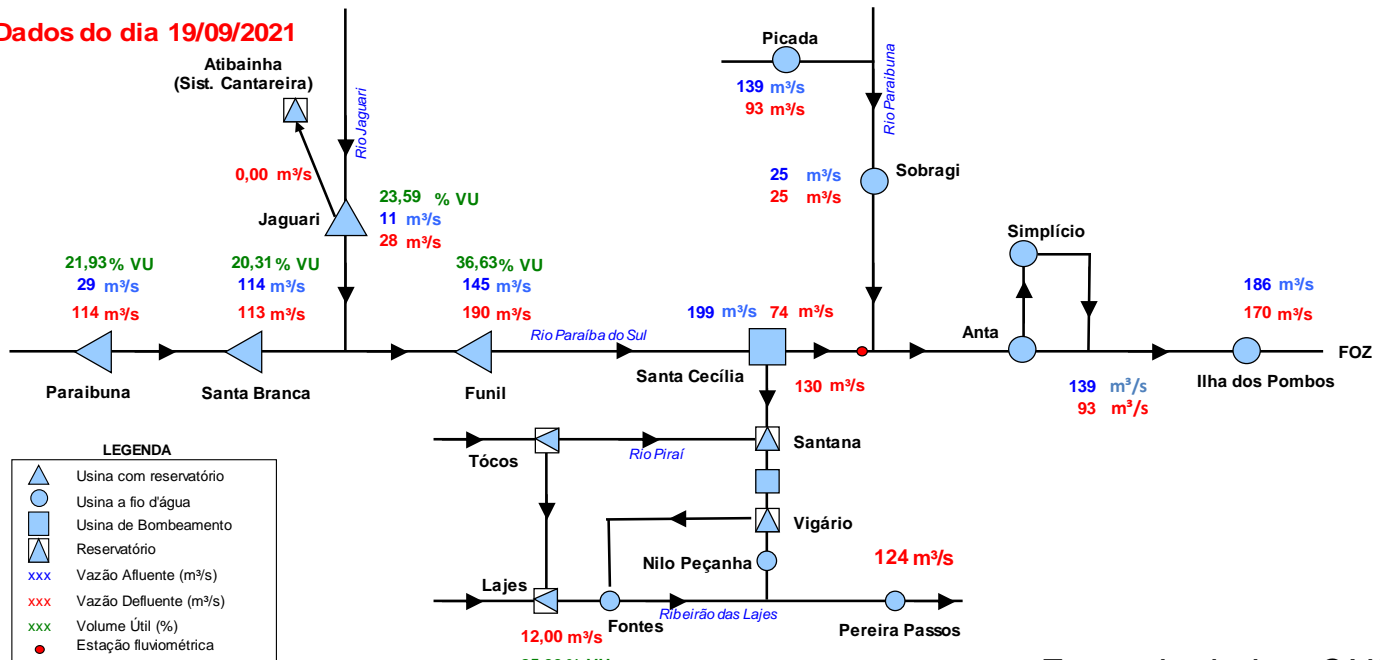 Dados do dia 19/09/2021
Atibainha
(Sist. Cantareira)
Rio Jaguari
0,00 m³/s
Jaguari
23,59 % VU
11 m³/s
28 m³/s
Picada
139 m³/s
93 m³/s
Rio Paraibuna
25 m³/s
25 m³/s
Sobragi
21,93% VU
29 m³/s
114 m³/s
Paraibuna
20,31% VU
114 m³/s
113 m³/s
Santa Branca
36,63% VU
145 m³/s
190 m³/s
Funil
Rio Paraíba do Sul
199 m³/s 74 m³/s
Santa Cecília
130 m³/s
Simplício
Anta
139 m³/s
93 m³/s
186 m³/s
170 m³/s
Ilha dos Pombos
FOZ
Tócos
Rio Piraí
Santana
Vigário
Nilo Peçanha
124 m³/s
Lajes
Fontes
Ribeirão das Lajes
Pereira Passos
12,00 m³/s
LEGENDA
Usina com reservatório
Usina a fio d'água
Usina de Bombeamento
Reservatório
xxx Vazão Afluente (m³/s)
xxx Vazão Defluente (m³/s)
xxx Volume Útil (%)
Estação fluviométrica